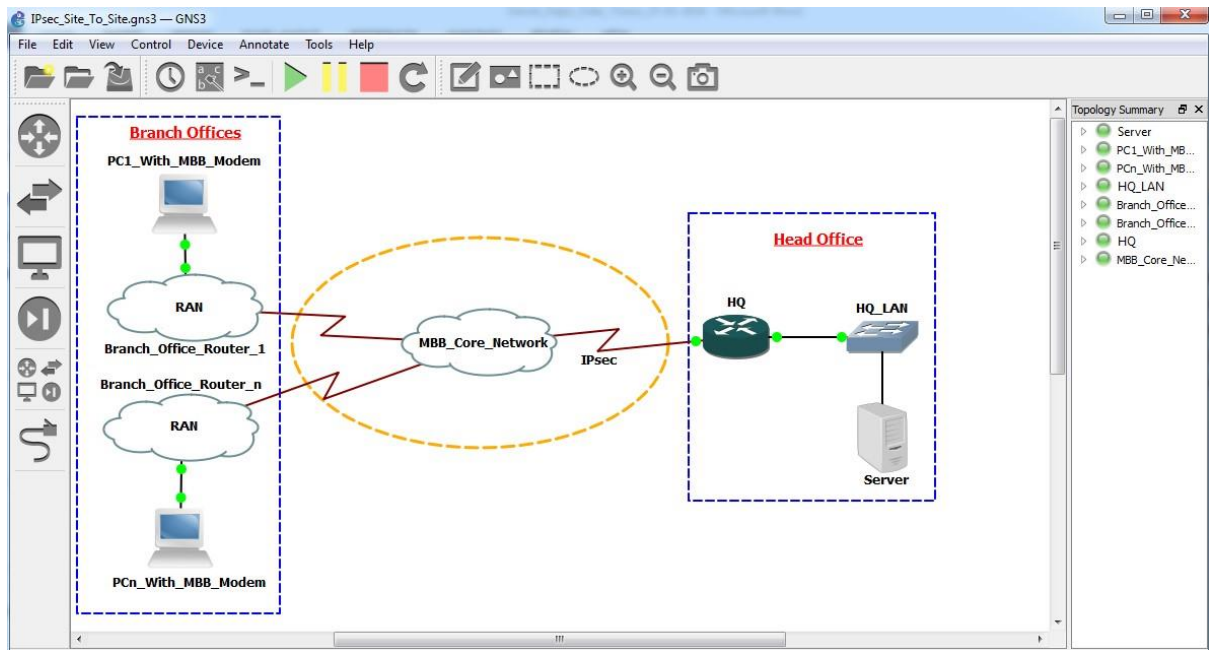 IPsec_Site_To_Site.gns3 — GNS3
File Edit View Control Device Annotate Tools Help
Branch Offices
PC1_With_MBB_Modem
RAN
Branch_Office_Router_1
Branch_Office_Router_n
RAN
PCn_With_MBB_Modem
MBB_Core_Network
IPsec
Head Office
HQ
HQ_LAN
Server
Topology Summary
Server
PC1_With_MB...
PCn_With_MB...
HQ_LAN
Branch_Office...
Branch_Office...
HQ
MBB_Core_Ne...